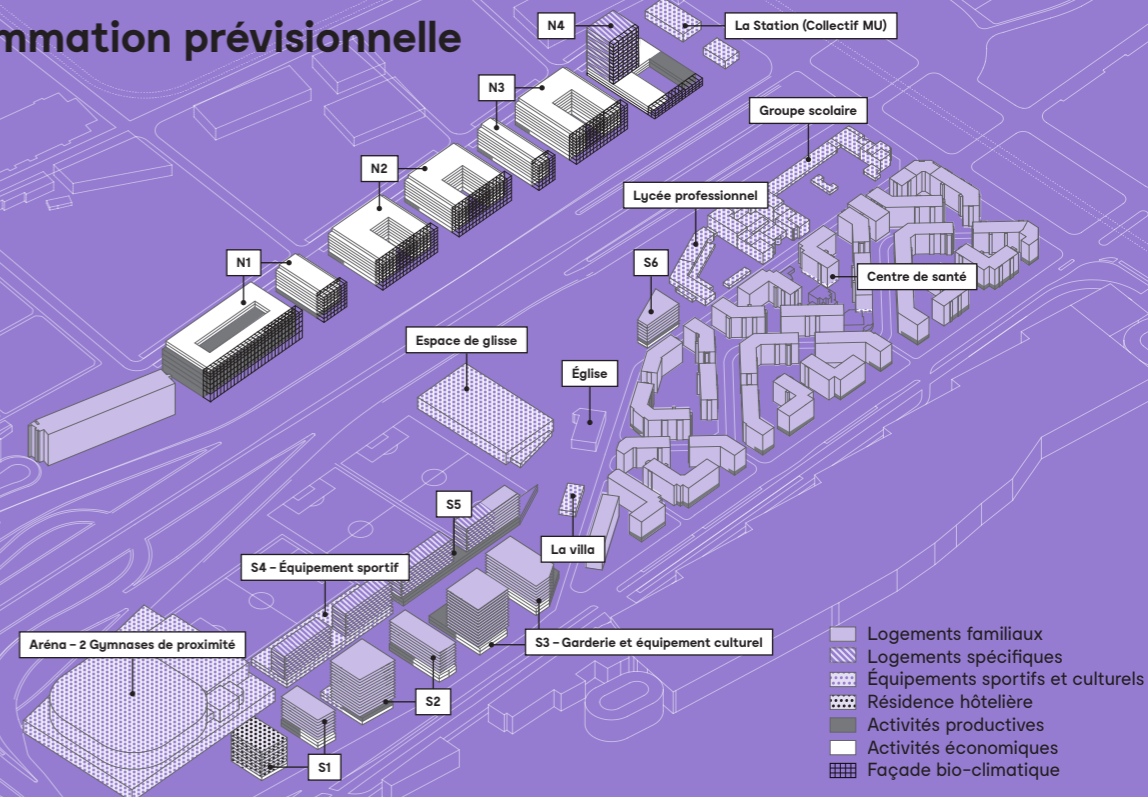 mmation prévisionnelle
N4
La Station (Collectif MU)
N3
Groupe scolaire
N2
Lycée professionnel
N1
S6
Centre de santé
Espace de glisse
Église
S5
La villa
S4 – Équipement sportif
Aréna – 2 Gymnases de proximité
S3 – Garderie et équipement culturel
S2
S1
Logements familiaux
Logements spécifiques
Équipements sportifs et culturels
Résidence hôtelière
Activités productives
Activités économiques
Façade bio-climatique